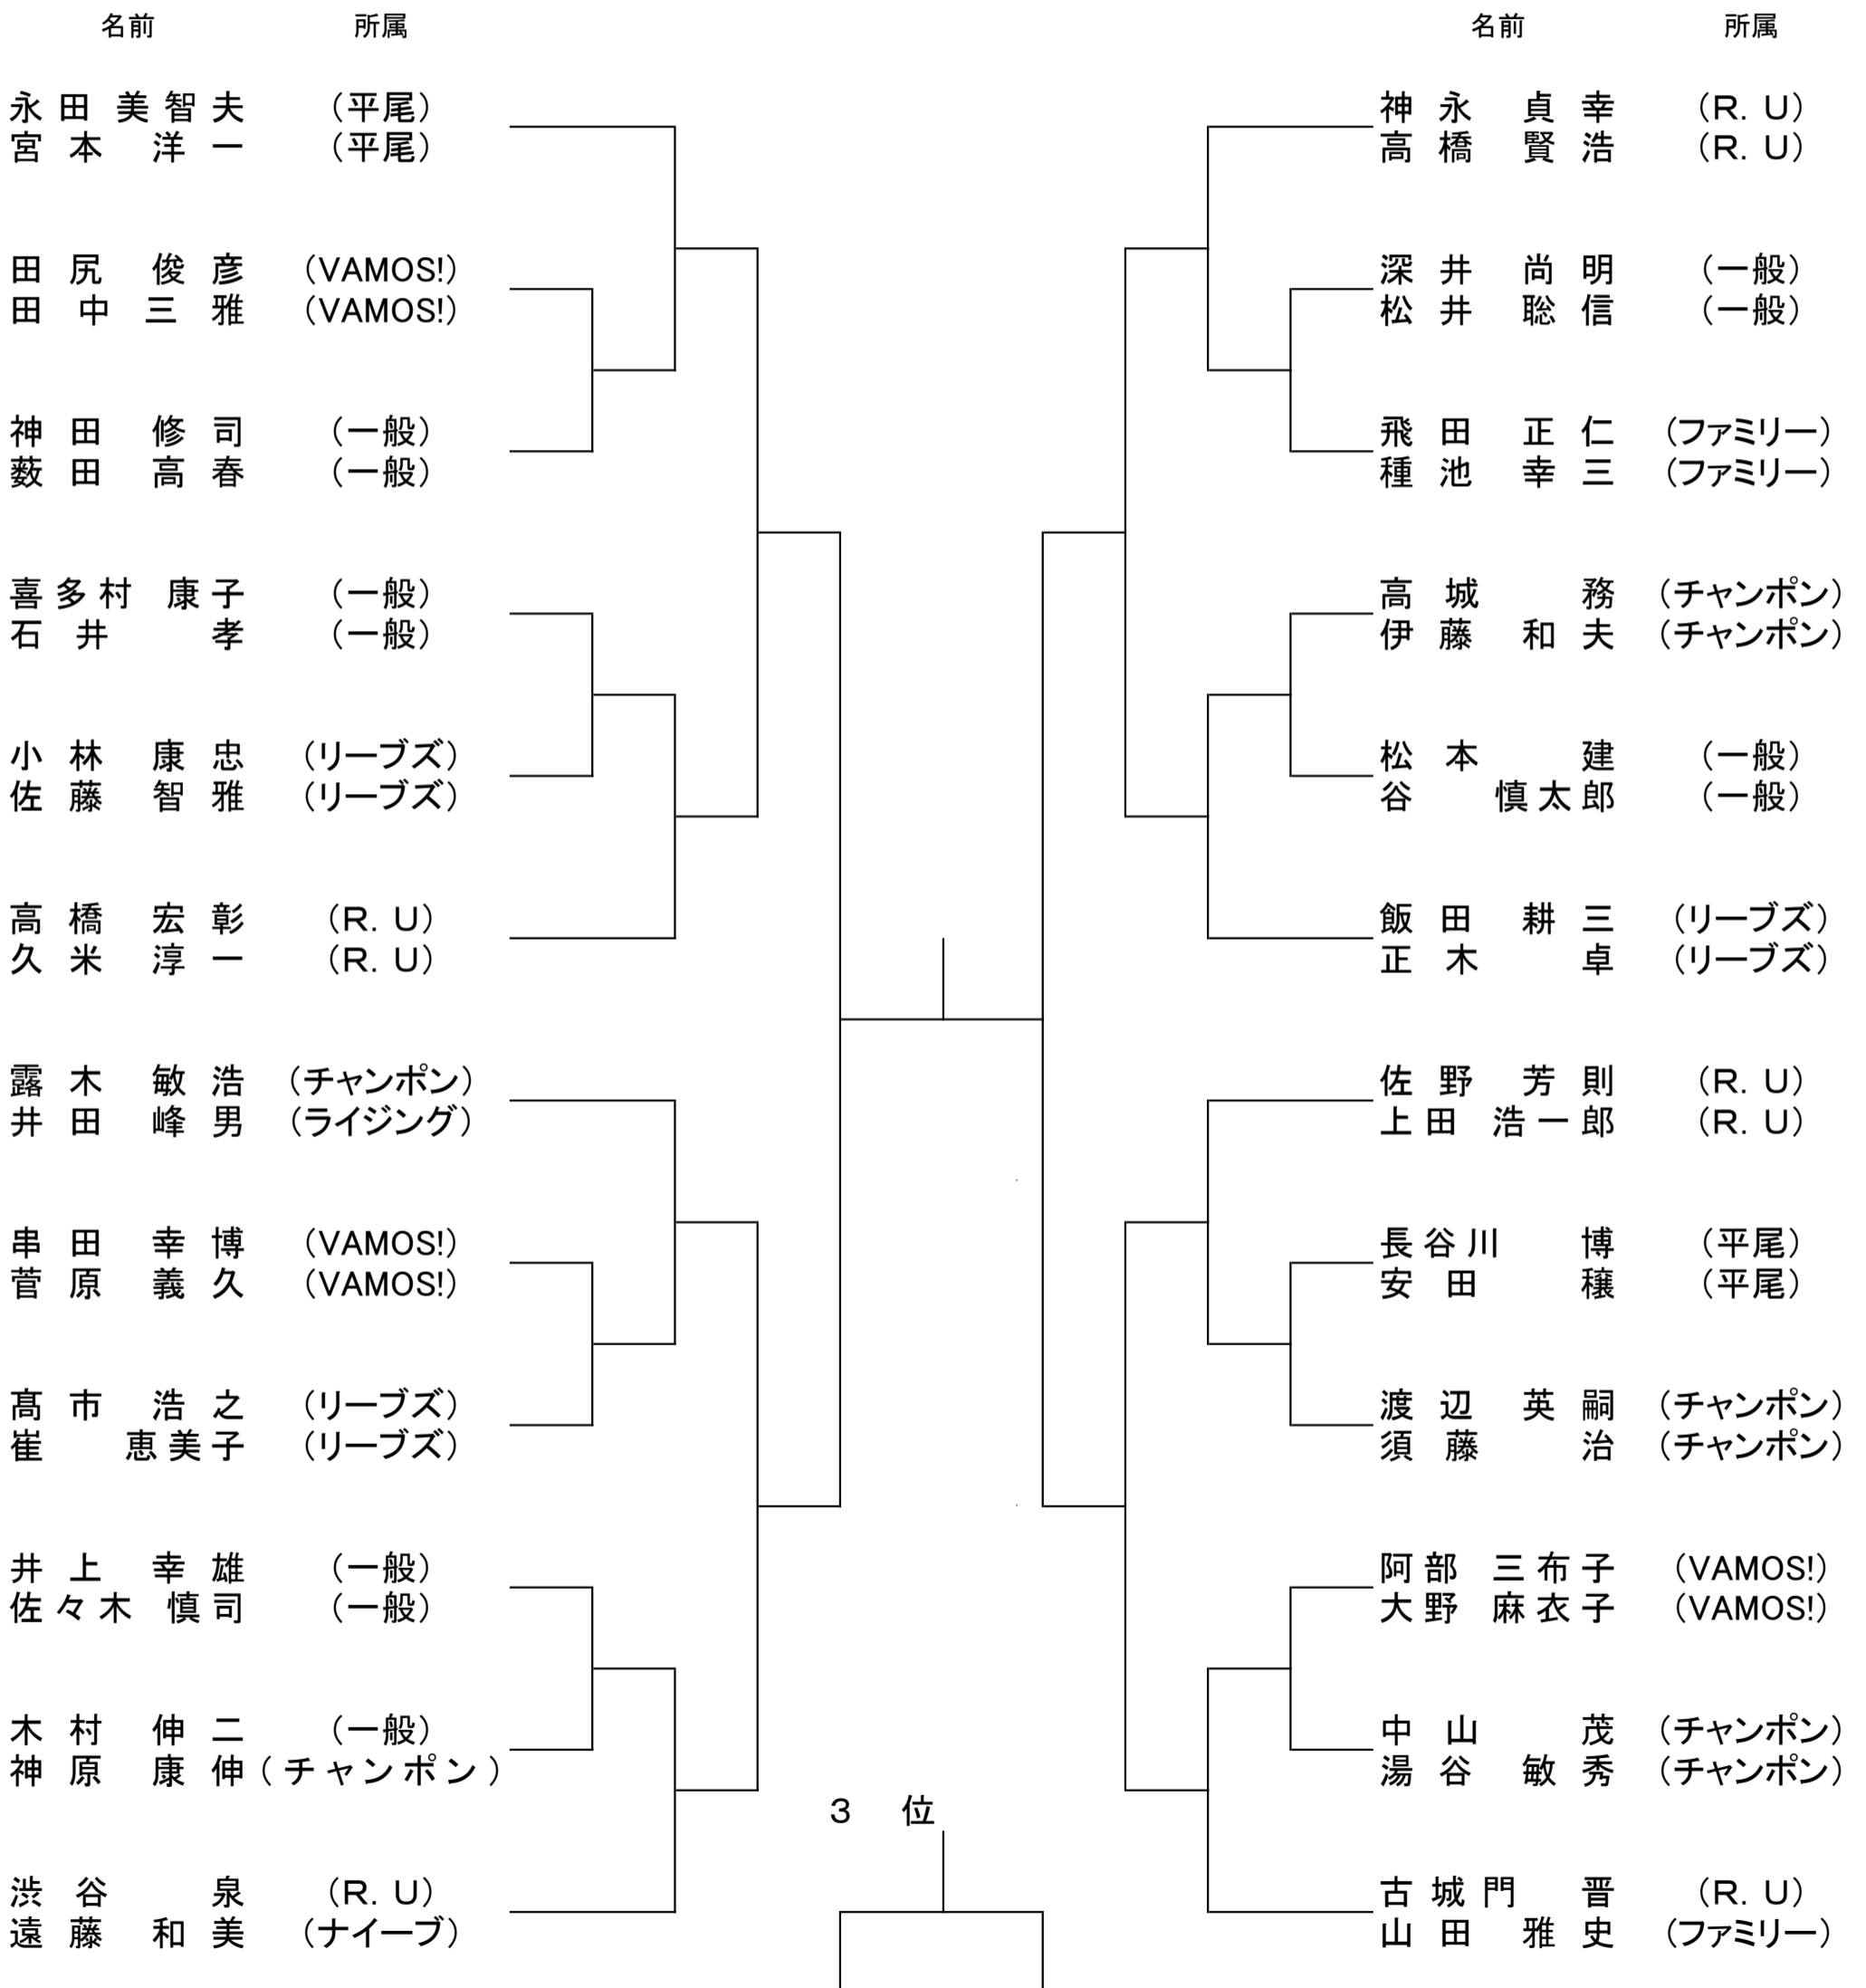 名前 所属
永田 美智夫 (平尾)
宮本 洋一 (平尾)
田尻 俊彦 (VAMOS!)
田中三雅 (VAMOS!)
神田 修司 (一般)
薮田 高春 (一般)
喜多村 康子 (一般)
石井 孝 (一般)
小林 康忠 (リーブズ)
佐藤 智雅 (リーブズ)
高橋 宏彰 (R.U)
久米 淳一 (R.U)
露木 敏浩 (チャンポン)
井田 峰男 (ライジング)
串田 幸博 (VAMOS!)
菅原 義久 (VAMOS!)
髙市 浩之 (リーブズ)
崔 恵美子 (リーブズ)
井上 幸雄 (一般)
佐々木 慎司 (一般)
木村 伸二 (一般)
神原 康伸 (チャンポン)
渋谷 泉 (R.U)
遠藤 和美 (ナイーブ)
3 位
名前 所属
神永 貞幸 (R.U)
高橋 賢浩 (R.U)
深井 尚明 (一般)
松井 聡信 (一般)
飛田 正仁 (ファミリー)
種池 幸三 (ファミリー)
高城 務 (チャンポン)
伊藤 和夫 (チャンポン)
松本 建 (一般)
谷 慎太郎 (一般)
飯田 耕三 (リーブズ)
正木 卓 (リーブズ)
佐野 芳則 (R.U)
上田 浩一郎 (R.U)
長谷川 博 (平尾)
安田 穣 (平尾)
渡辺 英嗣 (チャンポン)
須藤 治 (チャンポン)
阿部 三布子 (VAMOS!)
大野 麻衣子 (VAMOS!)
中山 茂 (チャンポン)
湯谷 敏秀 (チャンポン)
古城門 晋 (R.U)
山田 雅史 (ファミリー)